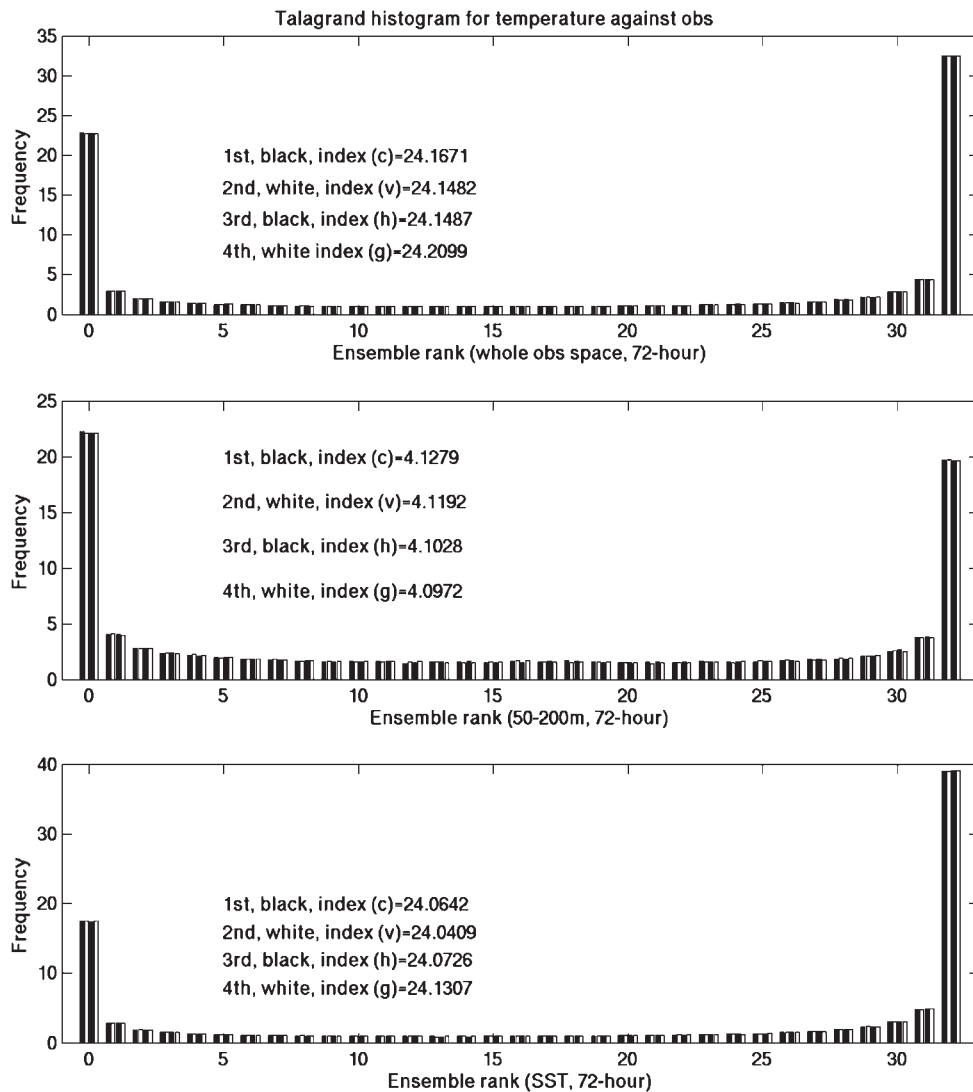 Talagrand histogram for temperature against obs
35
30
25
20
15
10
5
0
Frequency
1st, black, index (c)=24.1671
2nd, white, index (v)=24.1482
3rd, black, index (h)=24.1487
4th, white index (g)=24.2099
0 5 10 15 20 25 30
Ensemble rank (whole obs space, 72-hour)
25
20
15
10
5
0
Frequency
1st, black, index (c)=4.1279
2nd, white, index (v)=4.1192
3rd, black, index (h)=4.1028
4th, white, index (g)=4.0972
0 5 10 15 20 25 30
Ensemble rank (50-200m, 72-hour)
40
30
20
10
0
Frequency
1st, black, index (c)=24.0642
2nd, white, index (v)=24.0409
3rd, black, index (h)=24.0726
4th, white, index (g)=24.1307
0 5 10 15 20 25 30
Ensemble rank (SST, 72-hour)